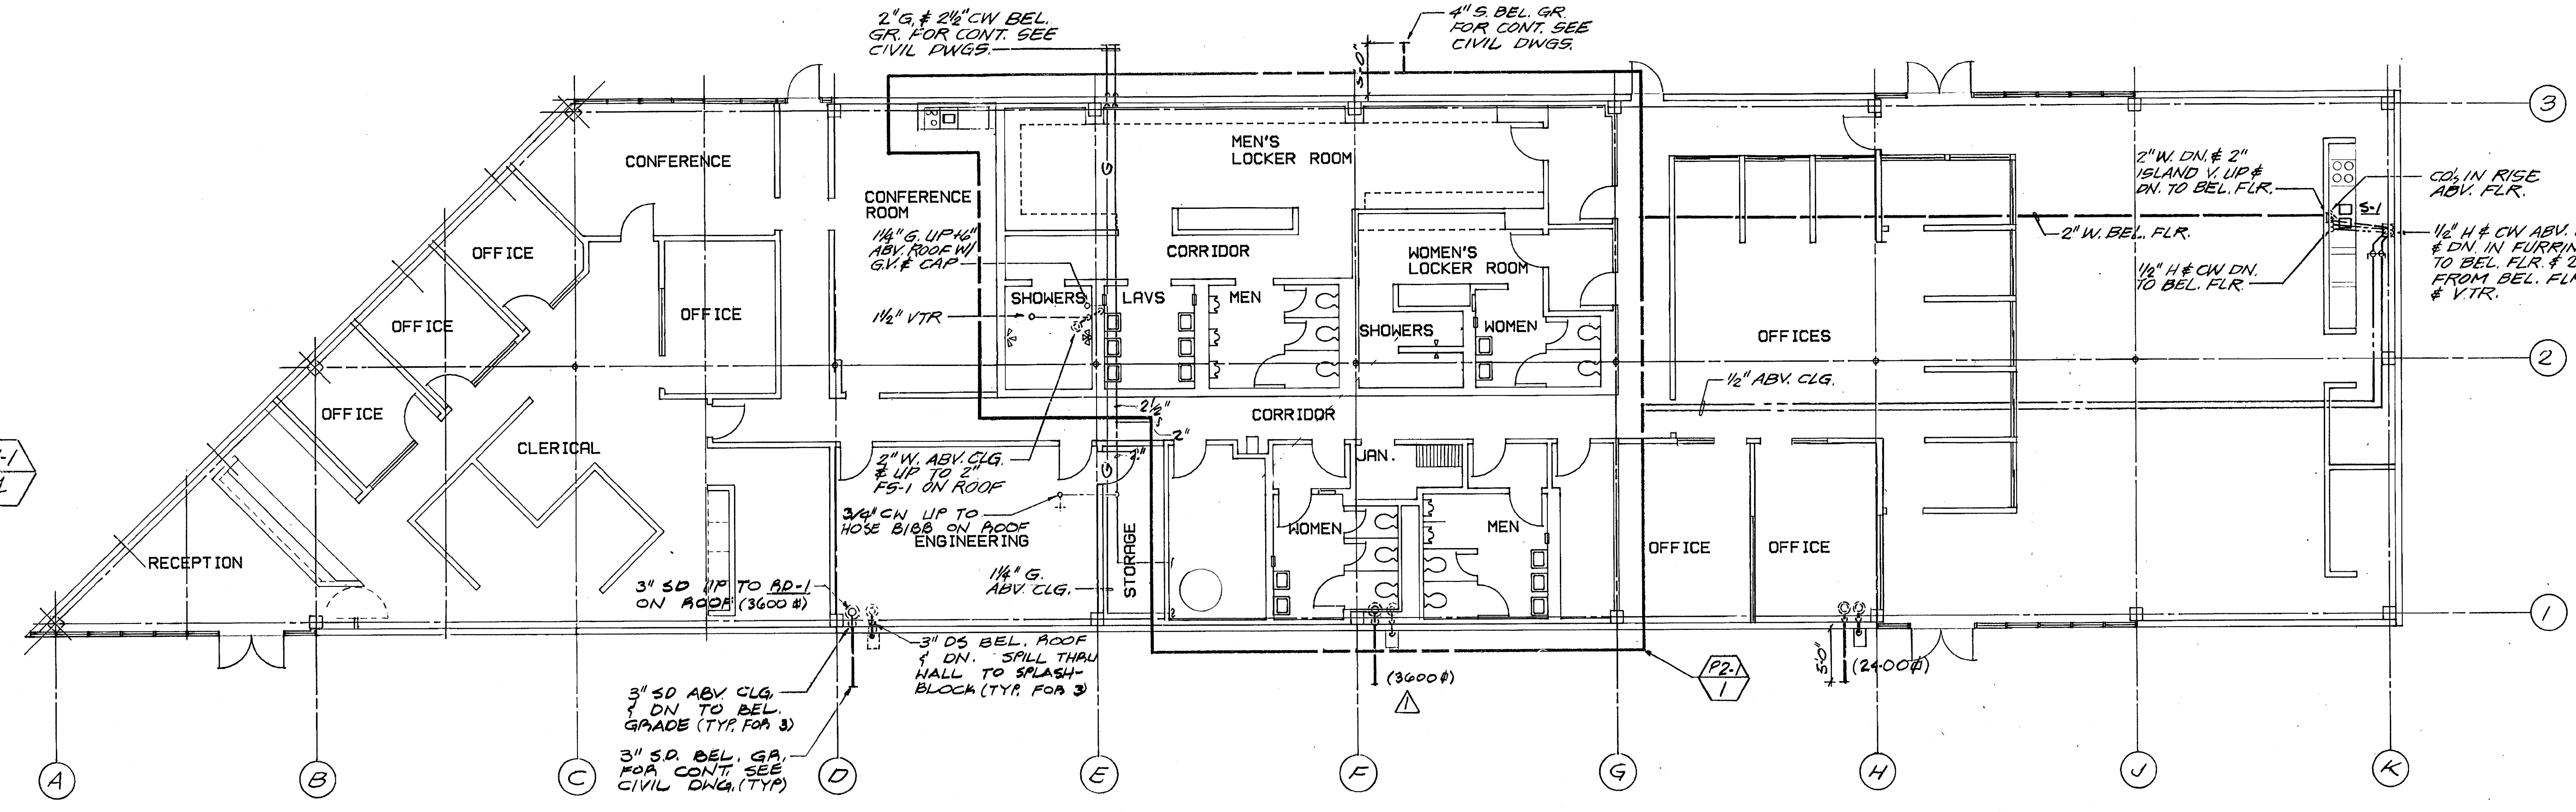 2"G, & 2½"CW BEL.
GR. FOR CONT. SEE
CIVIL DWGS.
4" S. BEL. GR.
FOR CONT. SEE
CIVIL DWGS.
5'-0"
3
CONFERENCE
MEN'S
LOCKER ROOM
2" W. DN. & 2"
ISLAND V. UP &
DN. TO BEL. FLR.
CO'S IN RISE
ABV. FLR.
CONFERENCE
ROOM
S-1
1¼" G. UP +6"
ABV. ROOF W/
G.V. & CAP
2" W. BEL. FLR.
½" H & CW ABV.
& DN. IN FURRIN
TO BEL. FLR. & 2
FROM BEL. FLR
& V.TR.
OFFICE
CORRIDOR
WOMEN'S
LOCKER ROOM
½" H & CW DN.
TO BEL. FLR.
SHOWERS
LAVS
MEN
1½" VTR
OFFICE
OFFICE
SHOWERS
WOMEN
OFFICES
2
½" ABV. CLG.
OFFICE
2½"
CORRIDOR
2"
CLERICAL
2" W. ABV. CLG.
& UP TO 2"
FS-1 ON ROOF
2"
JAN.
-1
1
3/4" CW UP TO
HOSE BIBB ON ROOF
ENGINEERING
STORAGE
WOMEN
MEN
OFFICE
OFFICE
RECEPTION
1¼" G.
ABV. CLG.
3" SD UP TO RD-1
ON ROOF (3600 ⌀)
1
3" DS BEL. ROOF
& DN. SPILL THRU
WALL TO SPLASH-
BLOCK (TYP. FOR 3)
5'-0"
(2400⌀)
P2-1
1
(3600⌀)
1
3" SD ABV. CLG.
& DN TO BEL.
GRADE (TYP. FOR 3)
3" S.D. BEL. GR.
FOR CONT. SEE
CIVIL DWG. (TYP)
A B C D E F G H J K